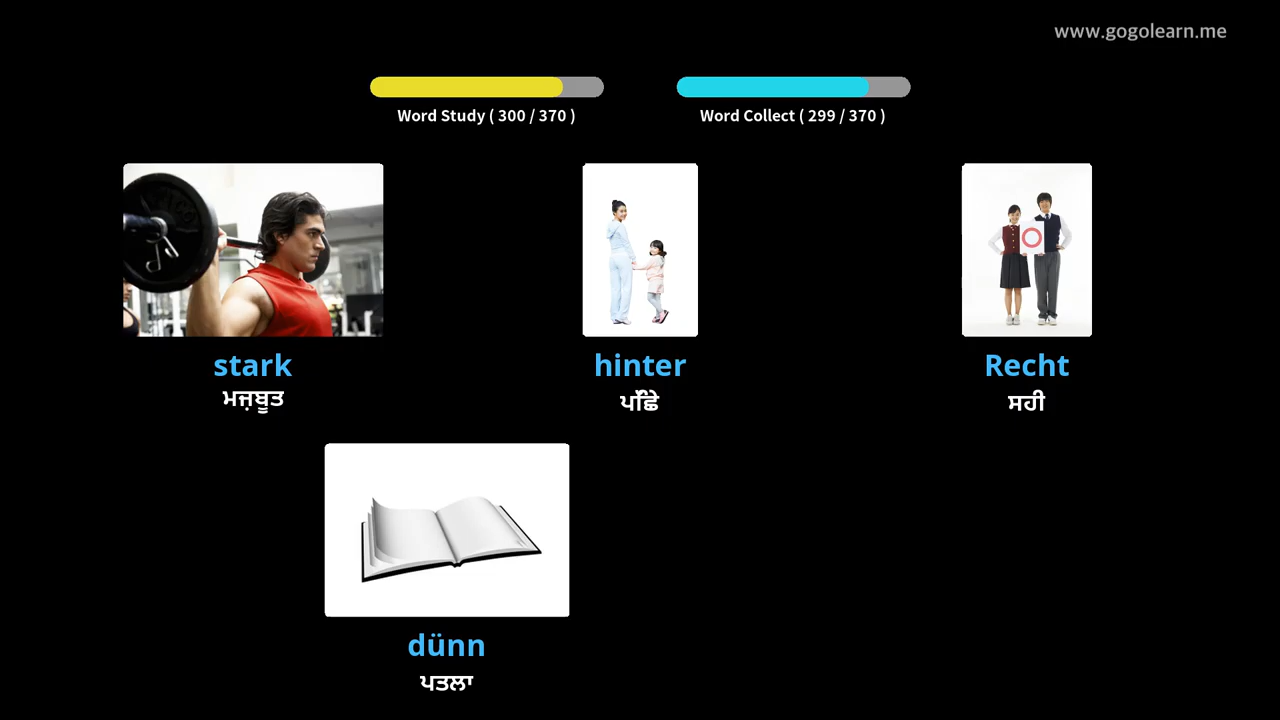 www.gogolearn.me
Word Study ( 300 / 370 )
Word Collect ( 299 / 370 )
stark
ਮਜ਼ਬੂਤ
hinter
ਪਿੱਛੇ
Recht
ਸਹੀ
dünn
ਪਤਲਾ